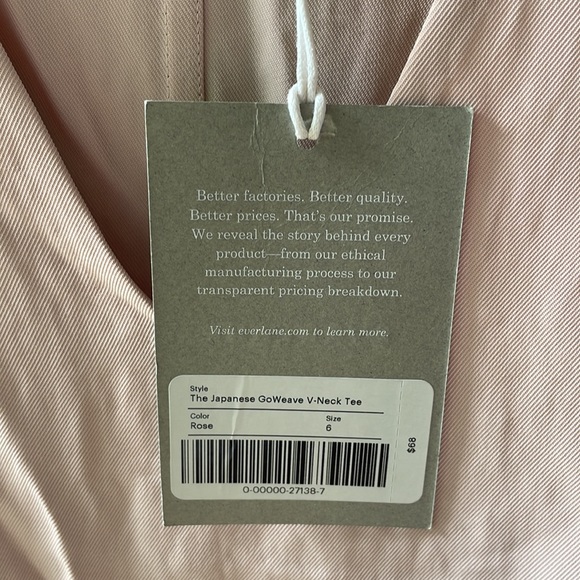 Better factories. Better quality.
Better prices. That's our promise.
We reveal the story behind every
product—from our ethical
manufacturing process to our
transparent pricing breakdown.
Visit everlane.com to learn more.
Style
The Japanese GoWeave V-Neck Tee
Color Size
Rose 6
0-00000-27138-7
$68